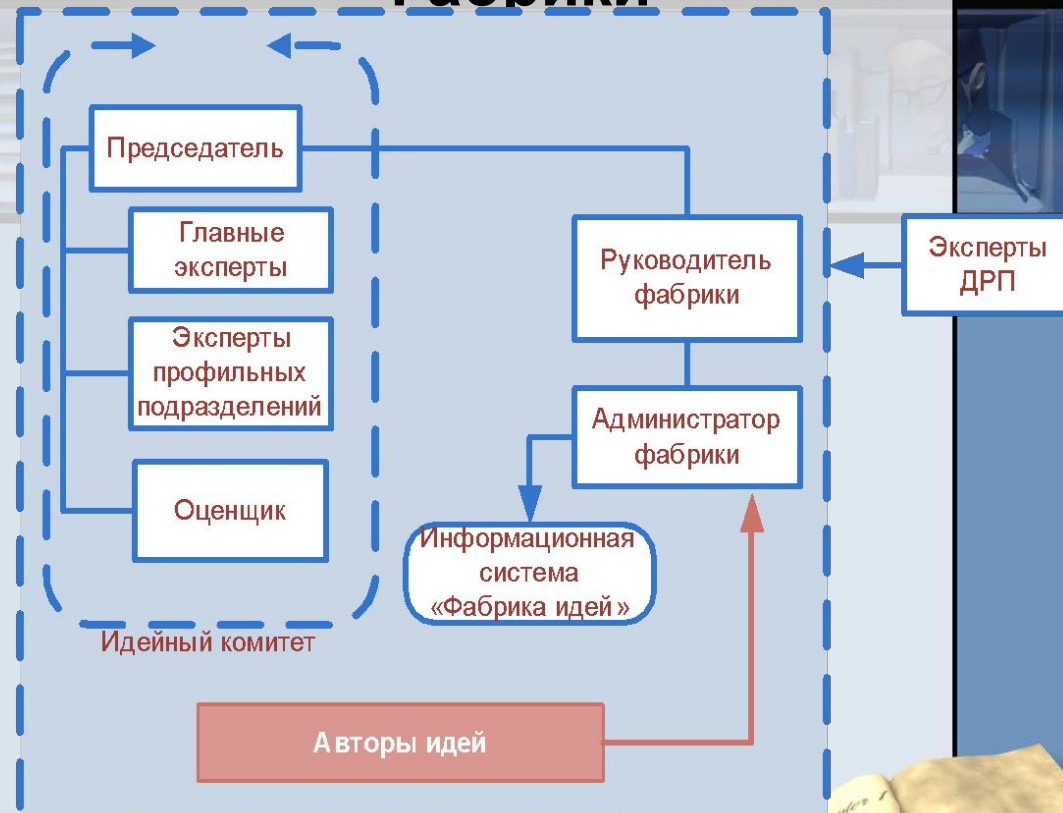 Фабрики
Председатель
Главные
эксперты
Эксперты
профильных
подразделений
Оценщик
Идейный комитет
Руководитель
фабрики
Администратор
фабрики
Информационная
система
«Фабрика идей»
Эксперты
ДРП
Авторы идей